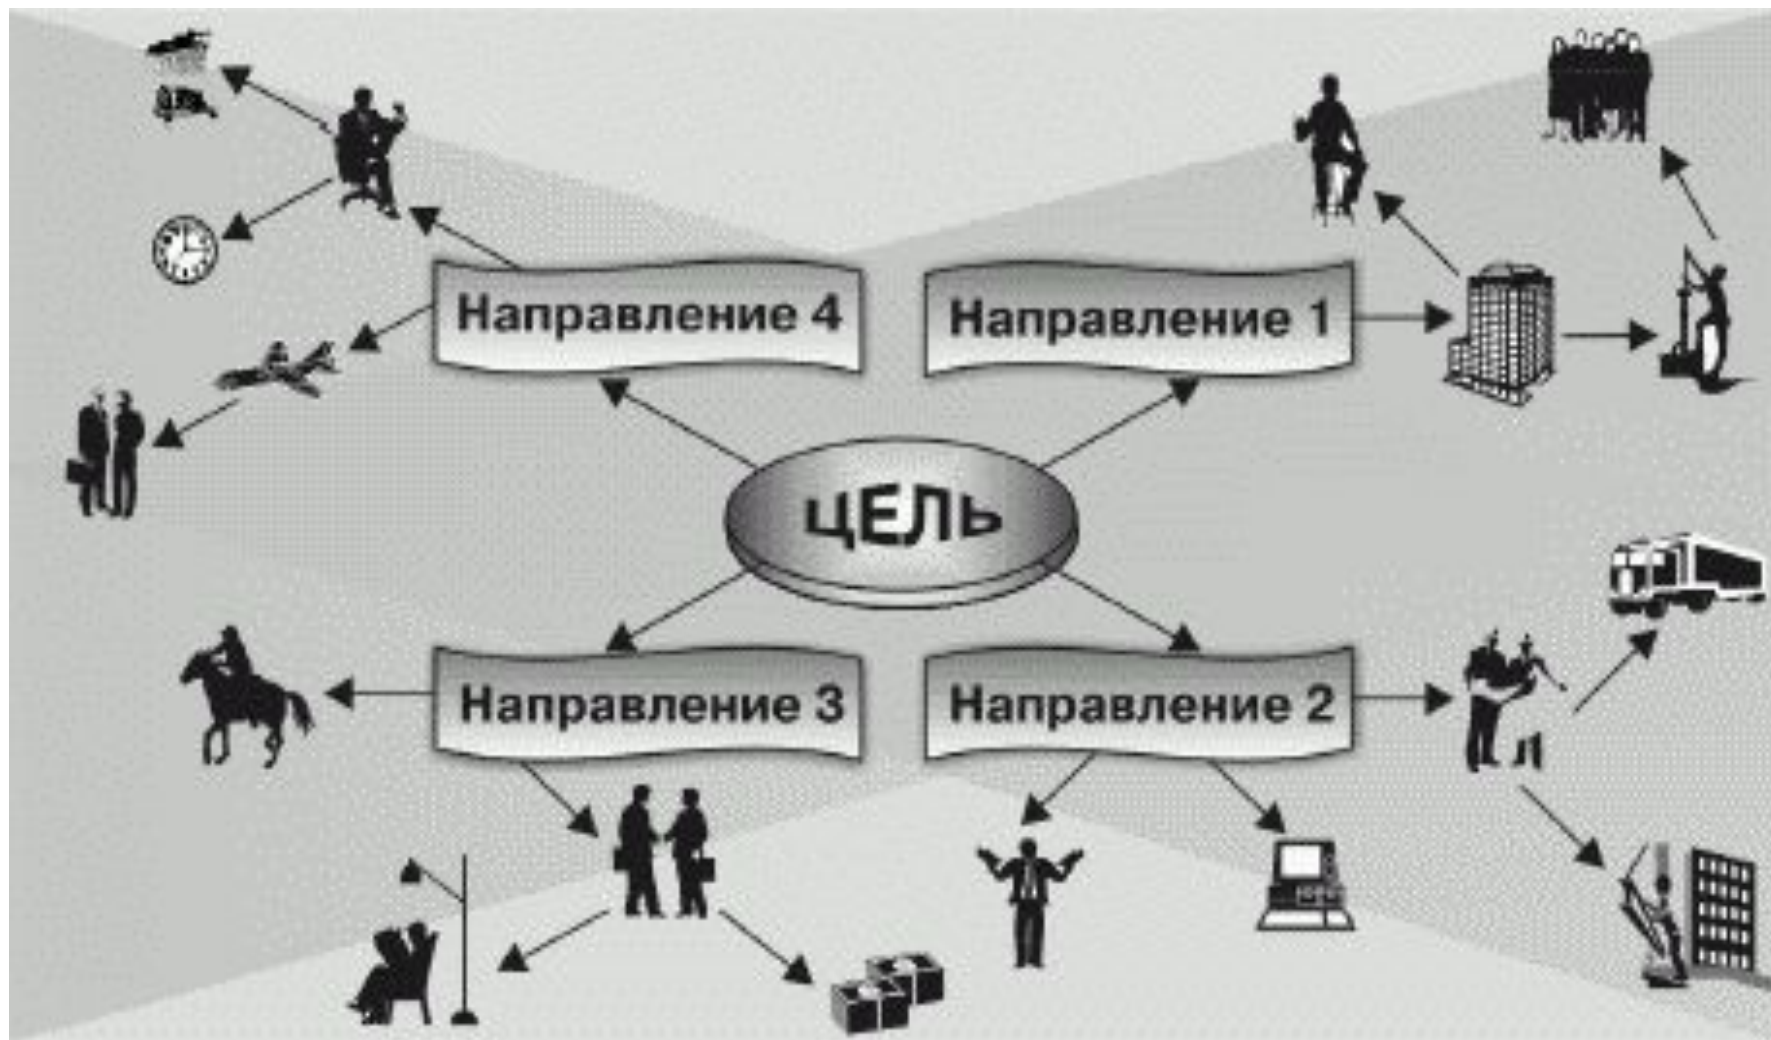 Направление 4
Направление 1
ЦЕЛЬ
Направление 3
Направление 2